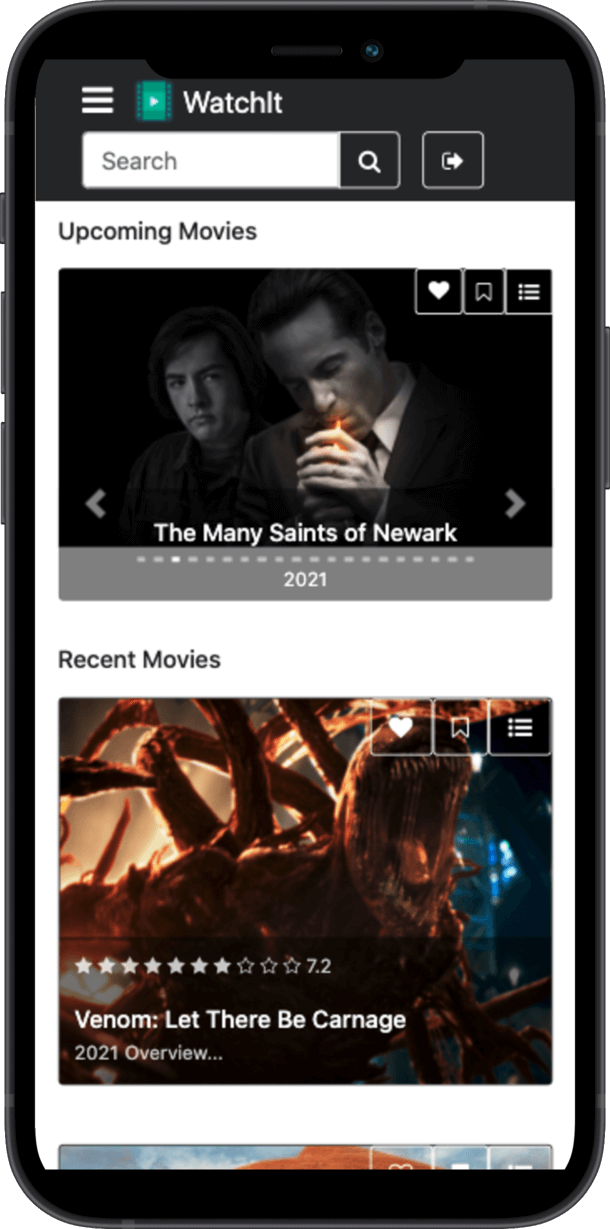 WatchIt
Search
Upcoming Movies
The Many Saints of Newark
2021
Recent Movies
7.2
Venom: Let There Be Carnage
2021 Overview...